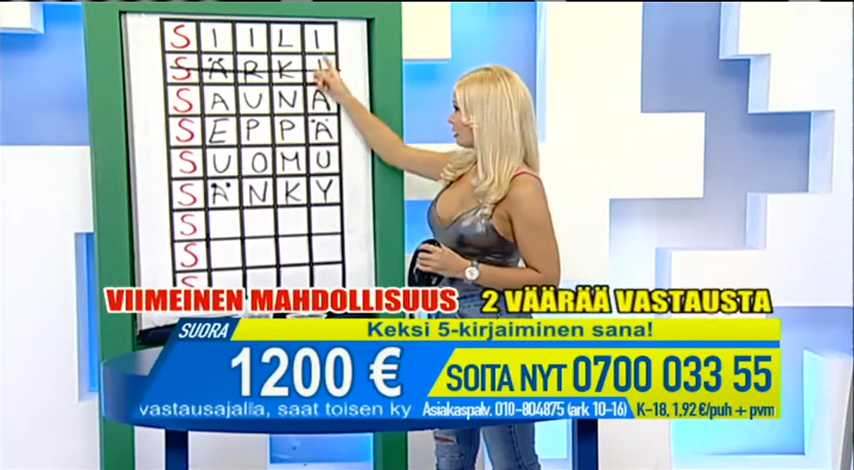 SIILI
SÄRKI
SAUNA
SEPPÄ
SUOMU
SÄNKY
S
S
S
VIIMEINEN MAHDOLLISUUS 2 VÄÄRÄÄ VASTAUSTA
SUORA Keksi 5-kirjaiminen sana!
1200 € SOITA NYT 0700 033 55
vastausajalla, saat toisen ky Asiakaspalv. 010-804875 (ark 10-16) K-18, 1,92 €/puh + pvm